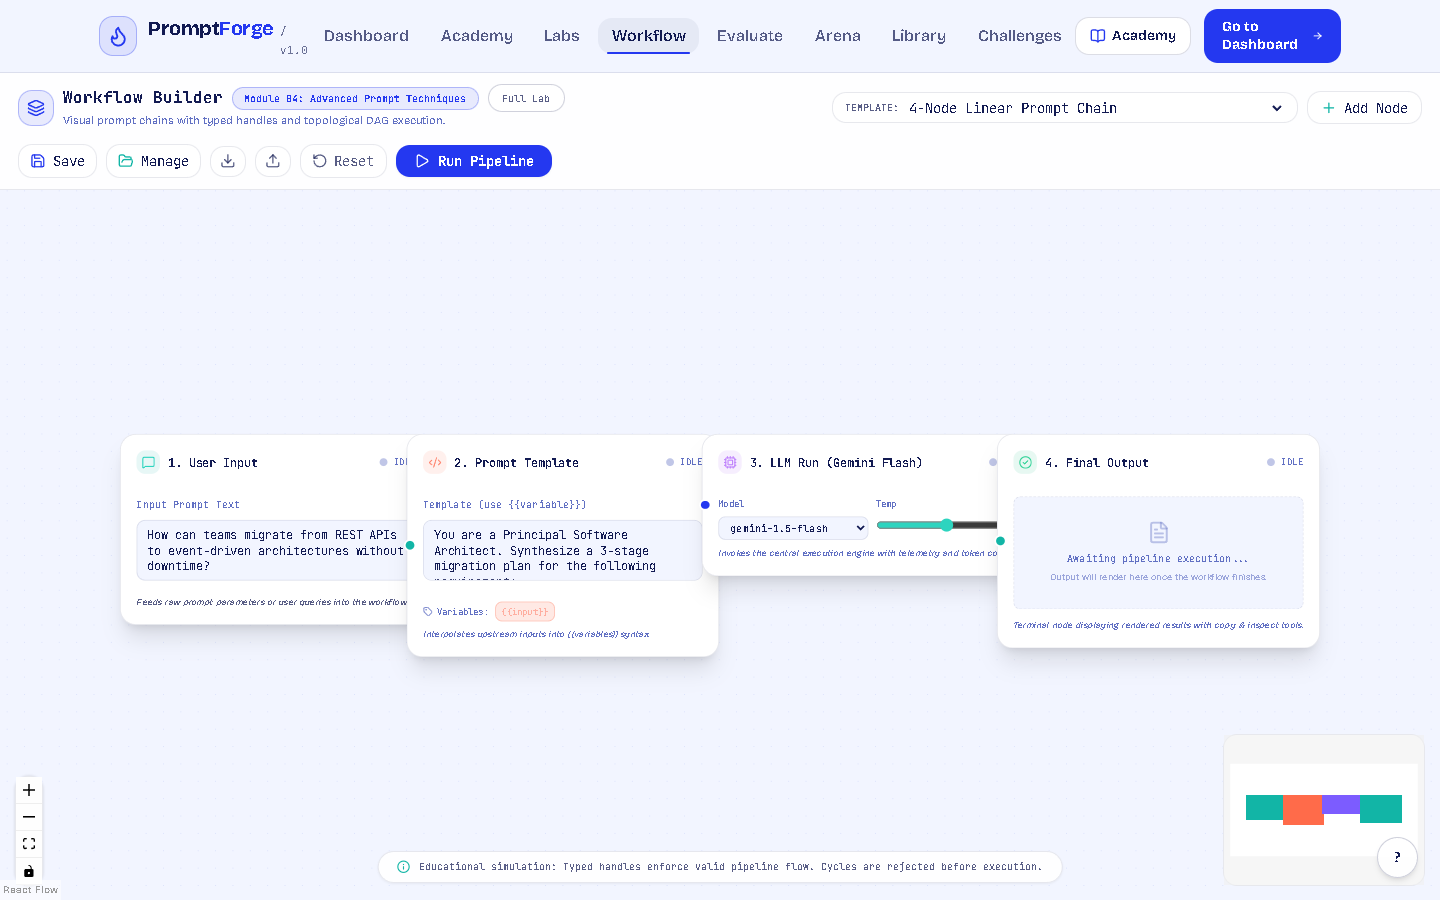 PromptForge / v1.0
Dashboard
Academy
Labs
Workflow
Evaluate
Arena
Library
Challenges
Academy
Go to Dashboard →
Workflow Builder
Module 04: Advanced Prompt Techniques
Full Lab
Visual prompt chains with typed handles and topological DAG execution.
TEMPLATE: 4-Node Linear Prompt Chain
Add Node
Save
Manage
Reset
Run Pipeline
1. User Input
Input Prompt Text
How can teams migrate from REST APIs
to event-driven architectures without
downtime?
Feeds raw prompt parameters or user queries into the workflow
2. Prompt Template
IDLE
Template (use {{variable}})
You are a Principal Software
Architect. Synthesize a 3-stage
migration plan for the following
Variables: {{input}}
Interpolates upstream inputs into {{variables}} syntax
3. LLM Run (Gemini Flash)
Model
Temp
gemini-1.5-flash
Invokes the central execution engine with telemetry and token
4. Final Output
IDLE
Awaiting pipeline execution...
Output will render here once the workflow finishes.
Terminal node displaying rendered results with copy & inspect tools.
Educational simulation: Typed handles enforce valid pipeline flow. Cycles are rejected before execution.
?
React Flow